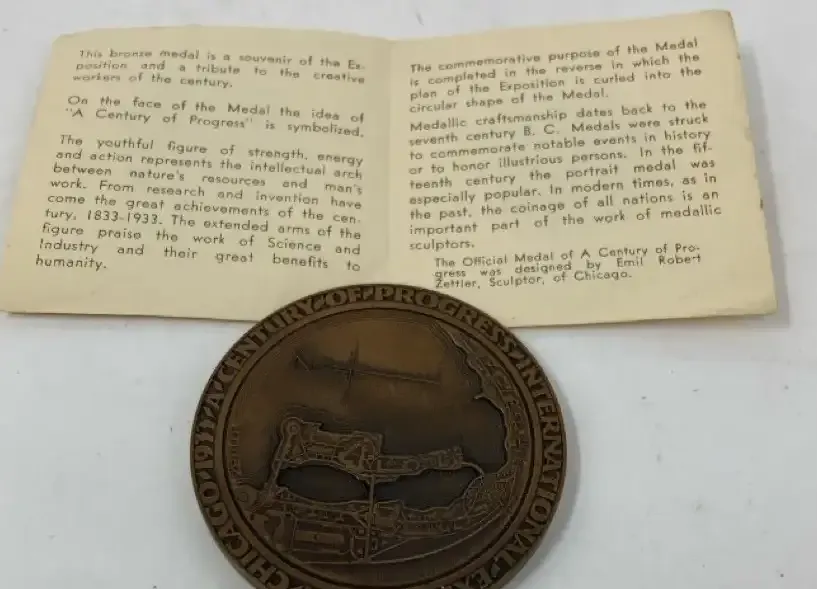 This bronze medal is a souvenir of the Ex-
position and a tribute to the creative
workers of the century.
On the face of the Medal the idea of
"A Century of Progress" is symbolized.
The youthful figure of strength, energy
and action represents the intellectual arch
between nature's resources and man's
work. From research and invention have
come the great achievements of the cen-
tury, 1833-1933. The extended arms of the
figure praise the work of Science and
Industry and their great benefits to
humanity.
The commemorative purpose of the Medal
is completed in the reverse in which the
plan of the Exposition is curled into the
circular shape of the Medal.
Medallic craftsmanship dates back to the
seventh century B. C. Medals were struck
to commemorate notable events in history
or to honor illustrious persons. In the fif-
teenth century the portrait medal was
especially popular. In modern times, as in
the past, the coinage of all nations is an
important part of the work of medallic
sculptors.
The Official Medal of A Century of Pro-
gress was designed by Emil Robert
Zettler, Sculptor, of Chicago.
CHICAGO·1933·A·CENTURY·OF·PROGRESS·INTERNATIONAL·EX